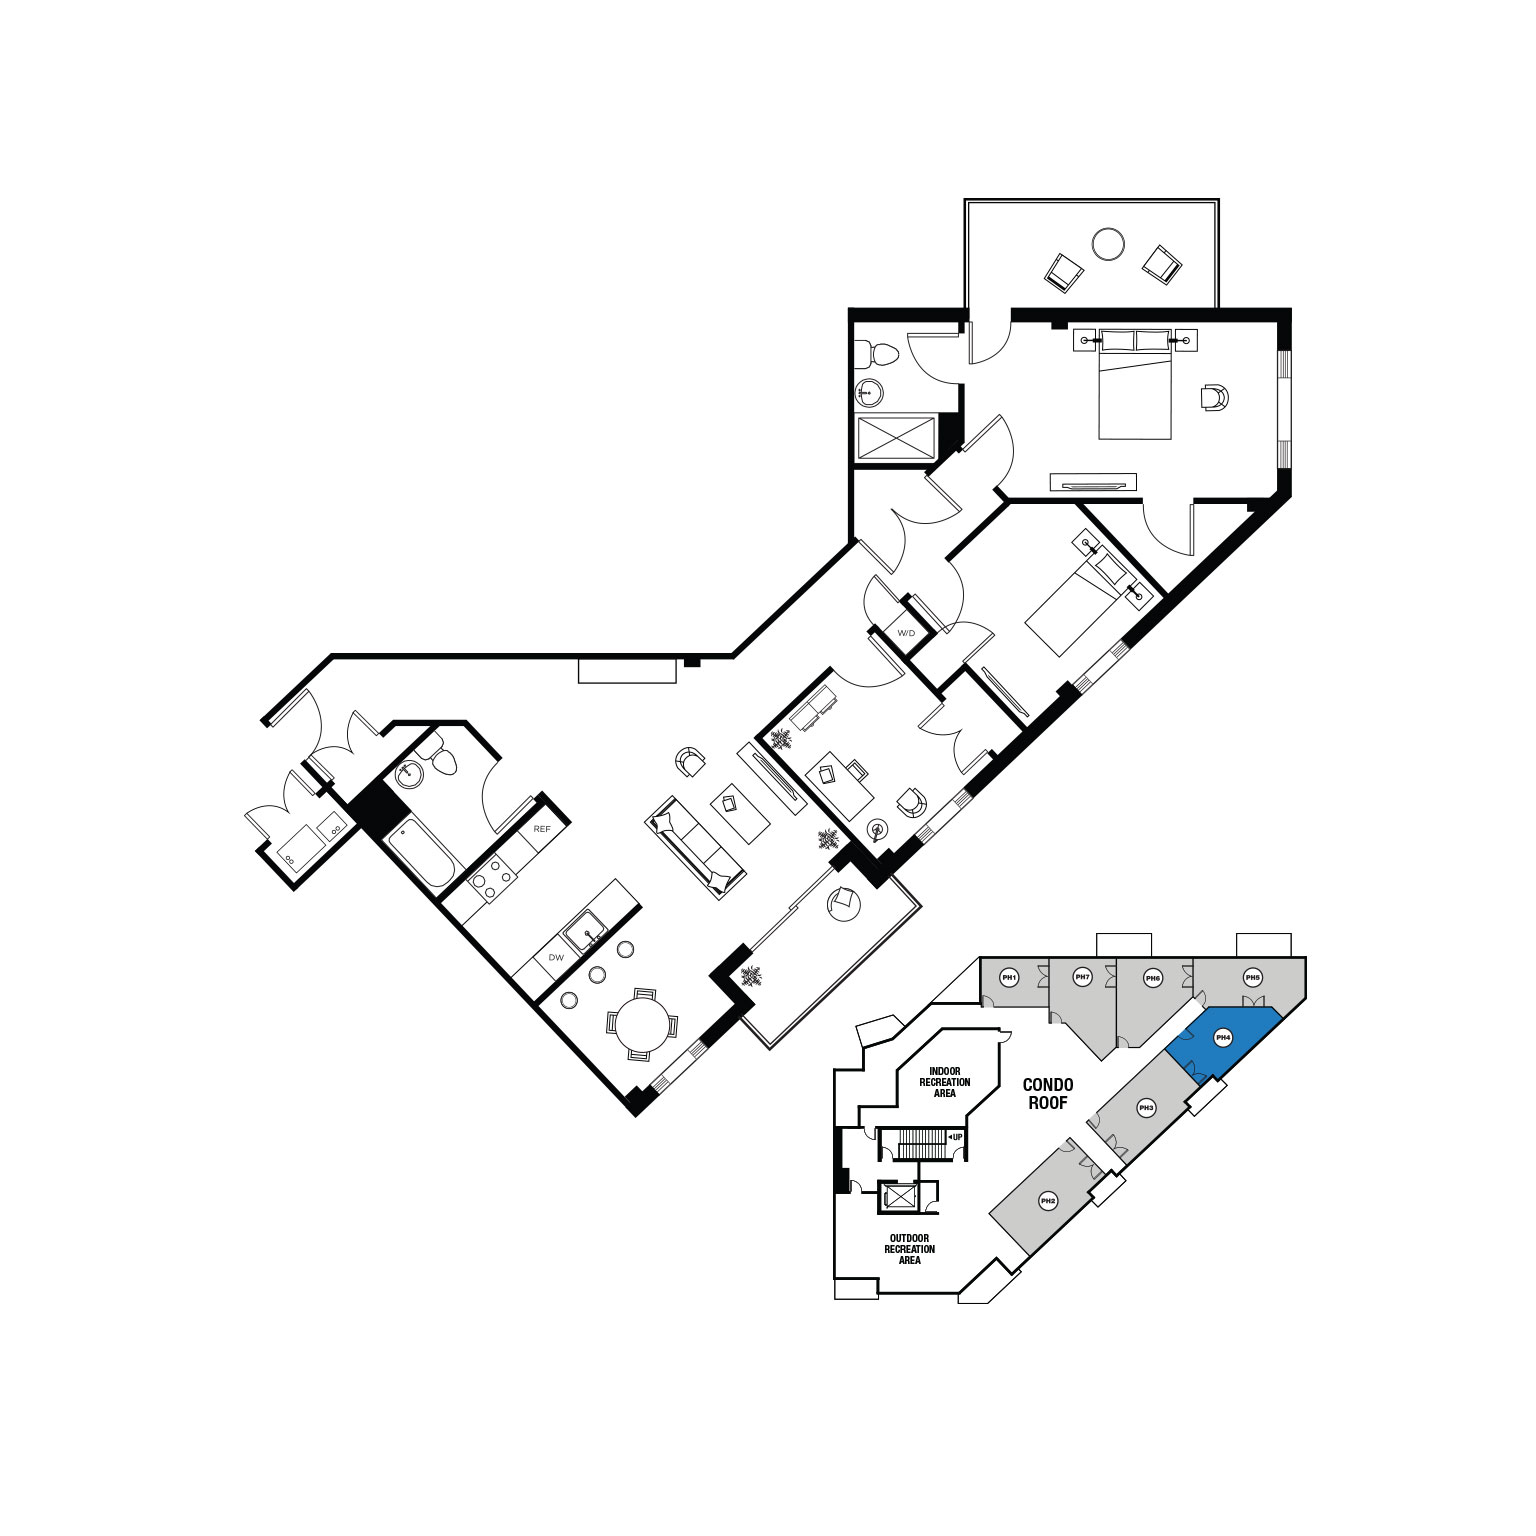 W/D
REF
DW
PH1
PH7
PH6
PH5
PH4
INDOOR
RECREATION
AREA
CONDO
ROOF
PH3
UP
PH2
OUTDOOR
RECREATION
AREA